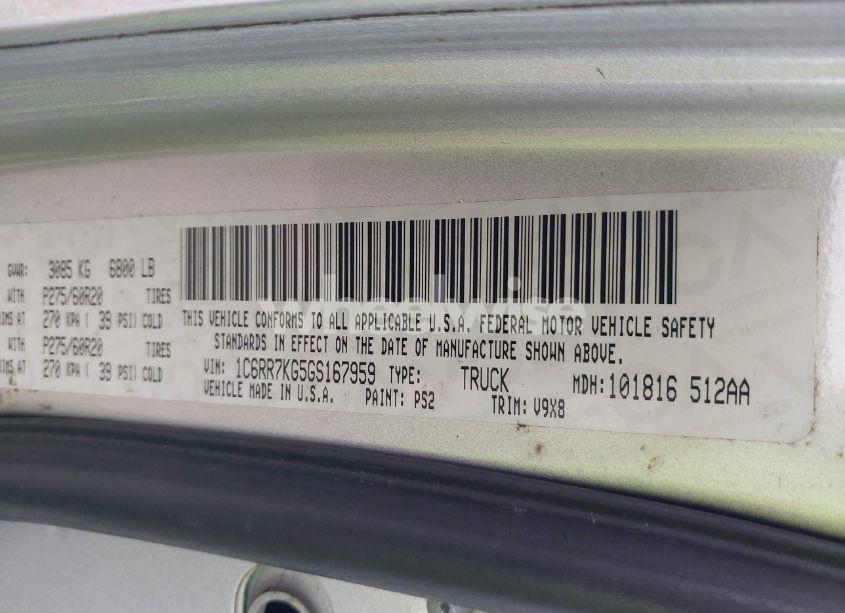 GVWR: 3085 KG 6800 LB
WITH P275/60R20 TIRES
RIMS AT 270 KPA ( 39 PSI) COLD
WITH P275/60R20 TIRES
RIMS AT 270 KPA ( 39 PSI) COLD
wheelwise
THIS VEHICLE CONFORMS TO ALL APPLICABLE U.S.A. FEDERAL MOTOR VEHICLE SAFETY
STANDARDS IN EFFECT ON THE DATE OF MANUFACTURE SHOWN ABOVE.
VIN: 1C6RR7KG5GS167959 TYPE: TRUCK MDH: 101816 512AA
VEHICLE MADE IN U.S.A. PAINT: PS2 TRIM: V9X8